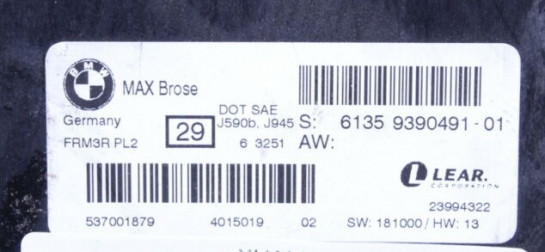 BMW
MAX Brose
Germany
FRM3R PL2
29
DOT SAE
J590b, J945
6 3251
S: 6135 9390491-01
AW:
LEAR.
CORPORATION
23994322
537001879 4015019 02 SW: 181000 / HW: 13